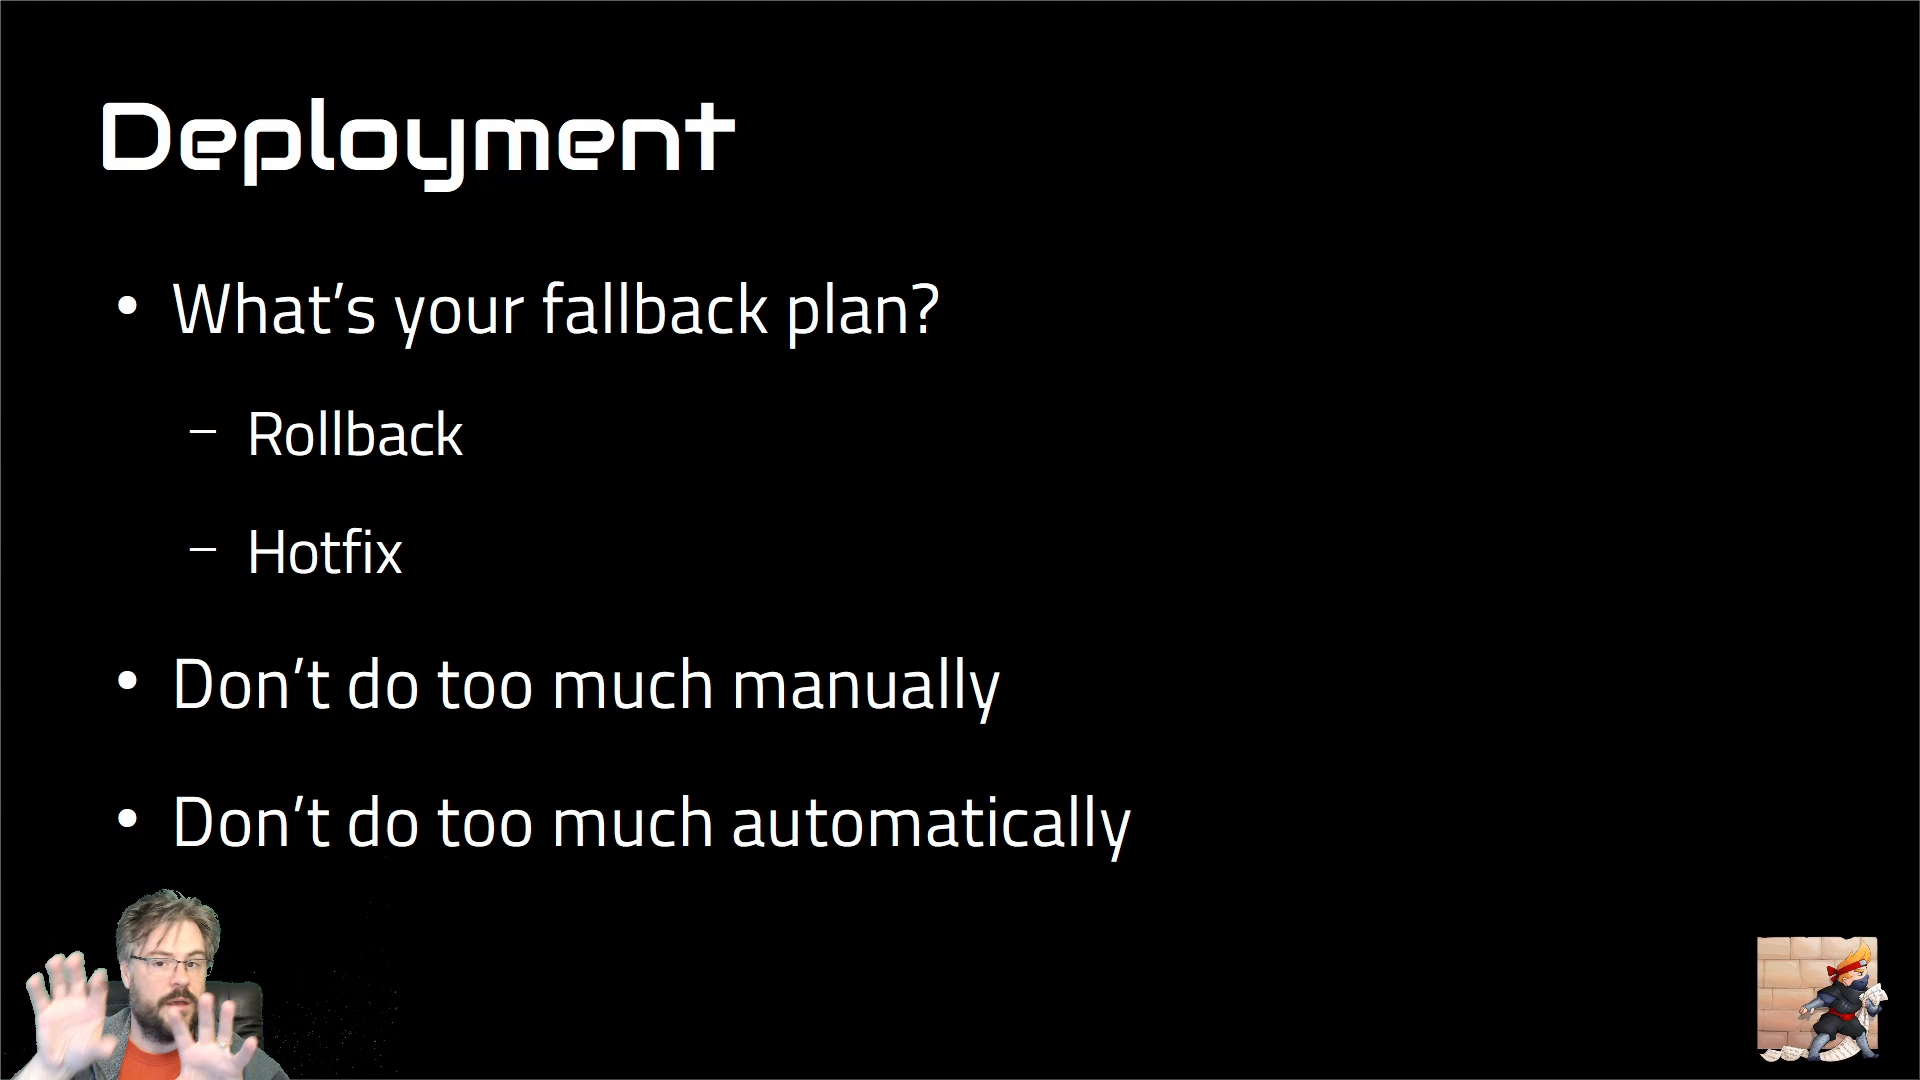 Deployment
• What’s your fallback plan?
– Rollback
– Hotfix
• Don’t do too much manually
• Don’t do too much automatically